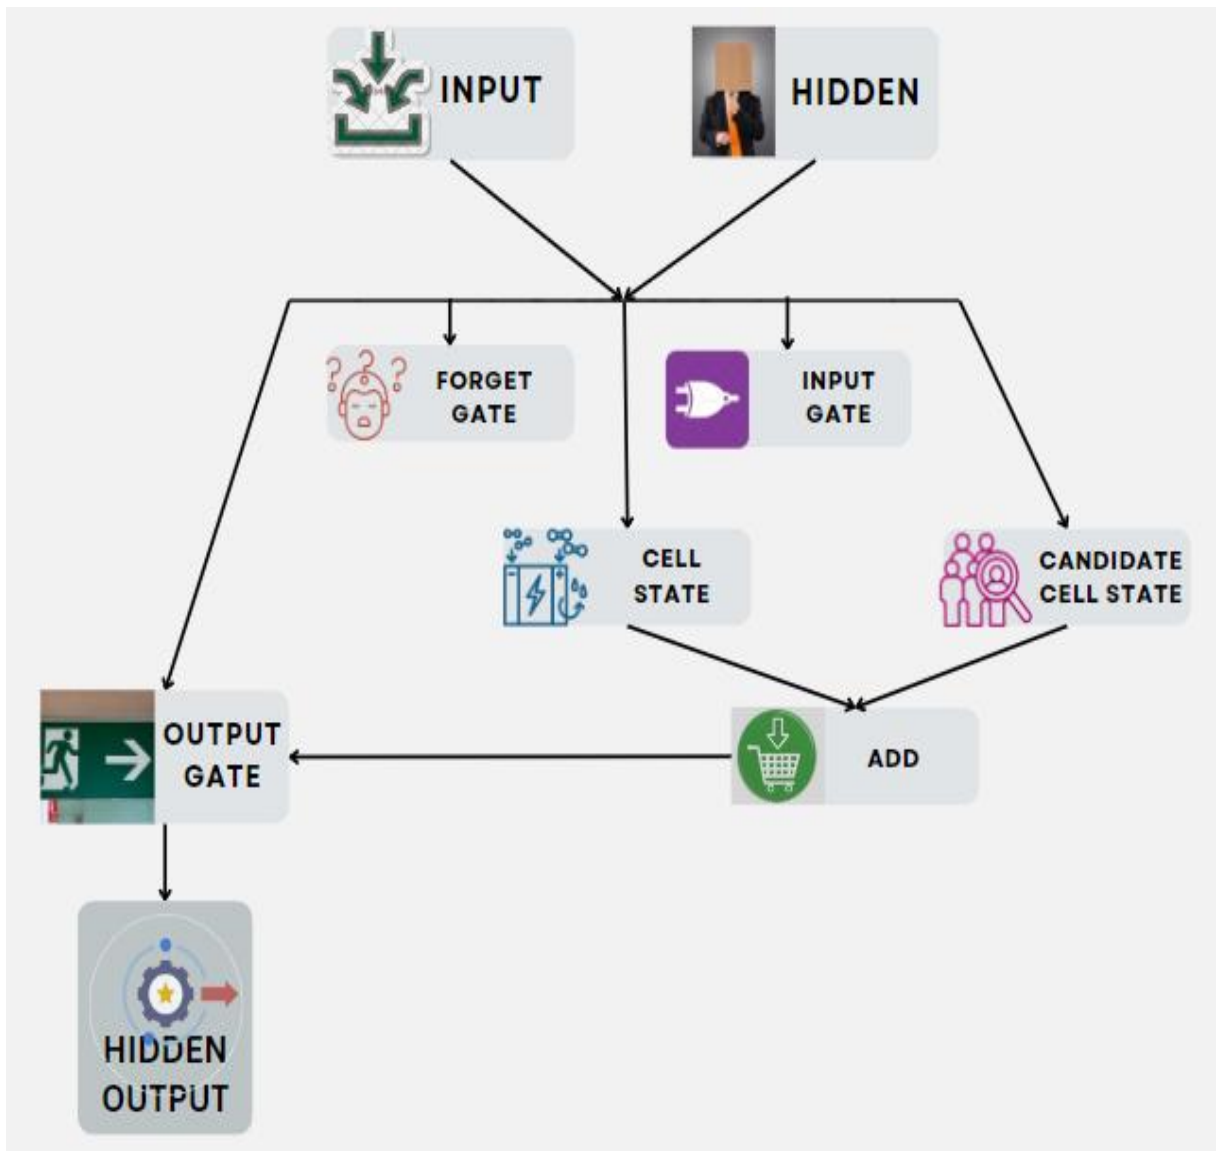 INPUT
HIDDEN
FORGET
GATE
INPUT
GATE
CELL
STATE
CANDIDATE
CELL STATE
OUTPUT
GATE
ADD
HIDDEN
OUTPUT